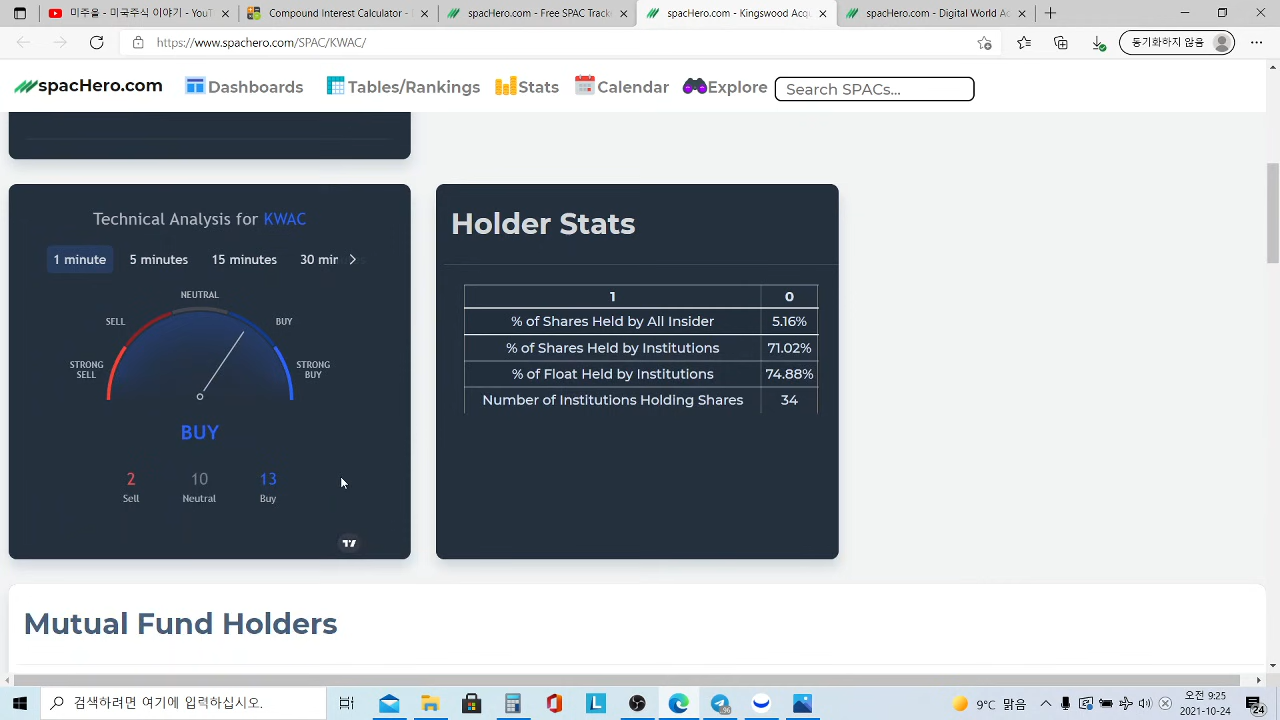 미주은 - 미국주식 이야기 - YouT
Compound Interest Calculator -
spacHero.com - Free SPAC Track
spacHero.com - Kingswood Acqu
spacHero.com - Digital World Ac
https://www.spachero.com/SPAC/KWAC/
동기화하지 않음
spacHero.com
Dashboards
Tables/Rankings
Stats
Calendar
Explore
Search SPACs...
Technical Analysis for KWAC
1 minute
5 minutes
15 minutes
30 min
NEUTRAL
SELL
BUY
STRONG
SELL
STRONG
BUY
BUY
2
10
13
Sell
Neutral
Buy
Holder Stats
1 0
% of Shares Held by All Insider 5.16%
% of Shares Held by Institutions 71.02%
% of Float Held by Institutions 74.88%
Number of Institutions Holding Shares 34
Mutual Fund Holders
검색하려면 여기에 입력하십시오.
9°C 맑음
오전 9:25
2021-10-24